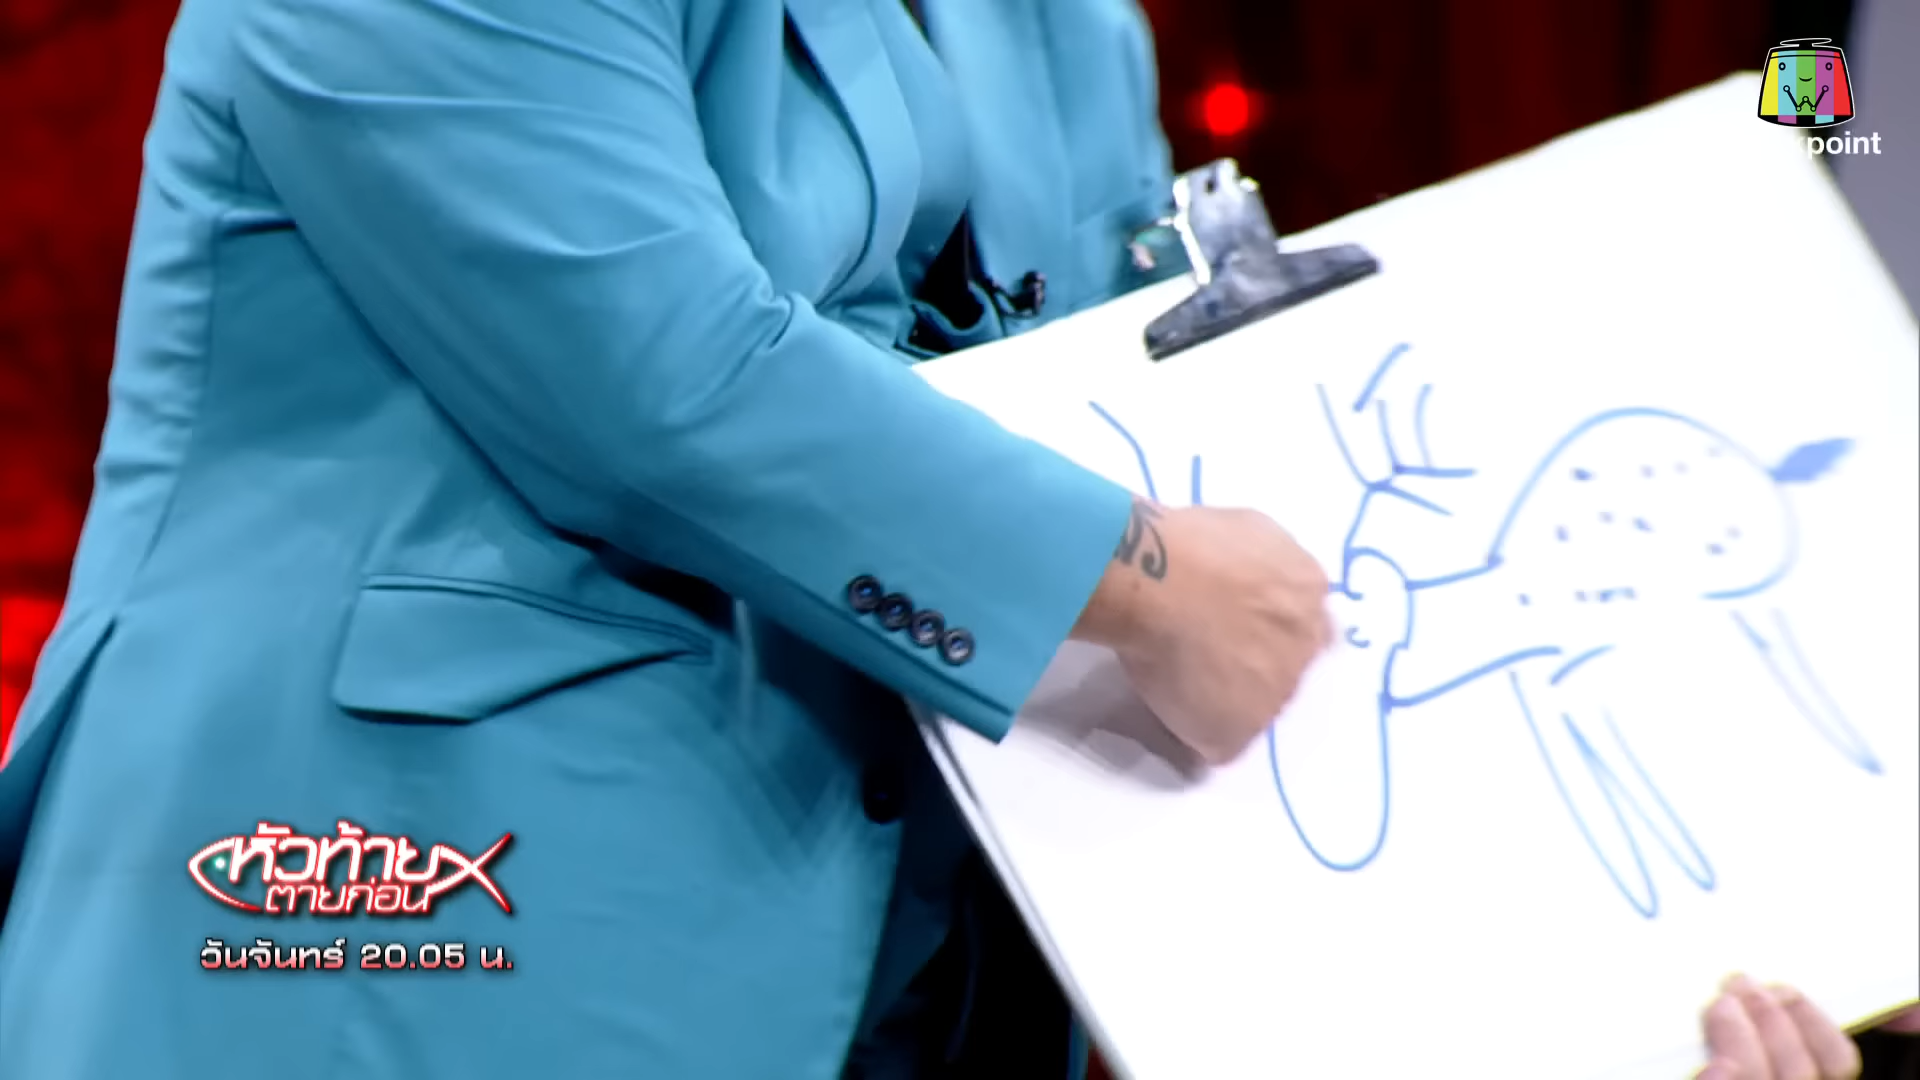 kpoint
หัวท้าย
ตายก่อน
วันจันทร์ 20.05 น.